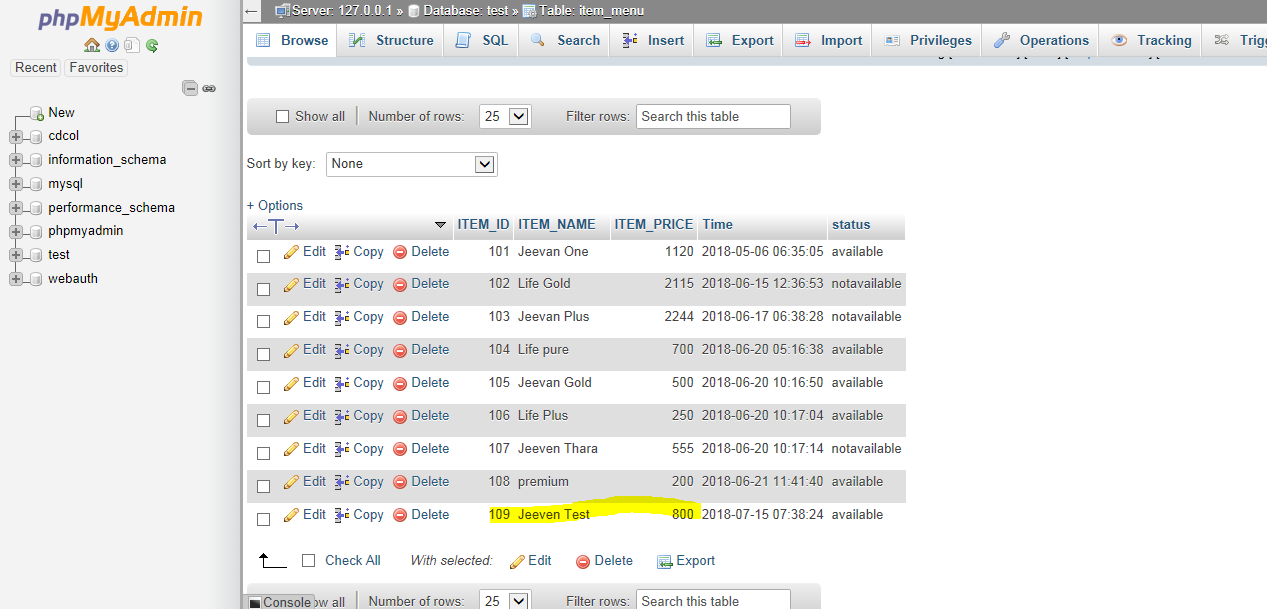 phpMyAdmin
Recent Favorites
New
cdcol
information_schema
mysql
performance_schema
phpmyadmin
test
webauth
Server: 127.0.0.1 » Database: test » Table: item_menu
Browse Structure SQL Search Insert Export Import Privileges Operations Tracking Trig
Show all Number of rows: 25 Filter rows: Search this table
Sort by key: None
+ Options
ITEM_ID ITEM_NAME ITEM_PRICE Time status
Edit Copy Delete 101 Jeevan One 1120 2018-05-06 06:35:05 available
Edit Copy Delete 102 Life Gold 2115 2018-06-15 12:36:53 notavailable
Edit Copy Delete 103 Jeevan Plus 2244 2018-06-17 06:38:28 notavailable
Edit Copy Delete 104 Life pure 700 2018-06-20 05:16:38 available
Edit Copy Delete 105 Jeevan Gold 500 2018-06-20 10:16:50 available
Edit Copy Delete 106 Life Plus 250 2018-06-20 10:17:04 available
Edit Copy Delete 107 Jeeven Thara 555 2018-06-20 10:17:14 notavailable
Edit Copy Delete 108 premium 200 2018-06-21 11:41:40 available
Edit Copy Delete 109 Jeeven Test 800 2018-07-15 07:38:24 available
Check All With selected: Edit Delete Export
Console ow all Number of rows: 25 Filter rows: Search this table